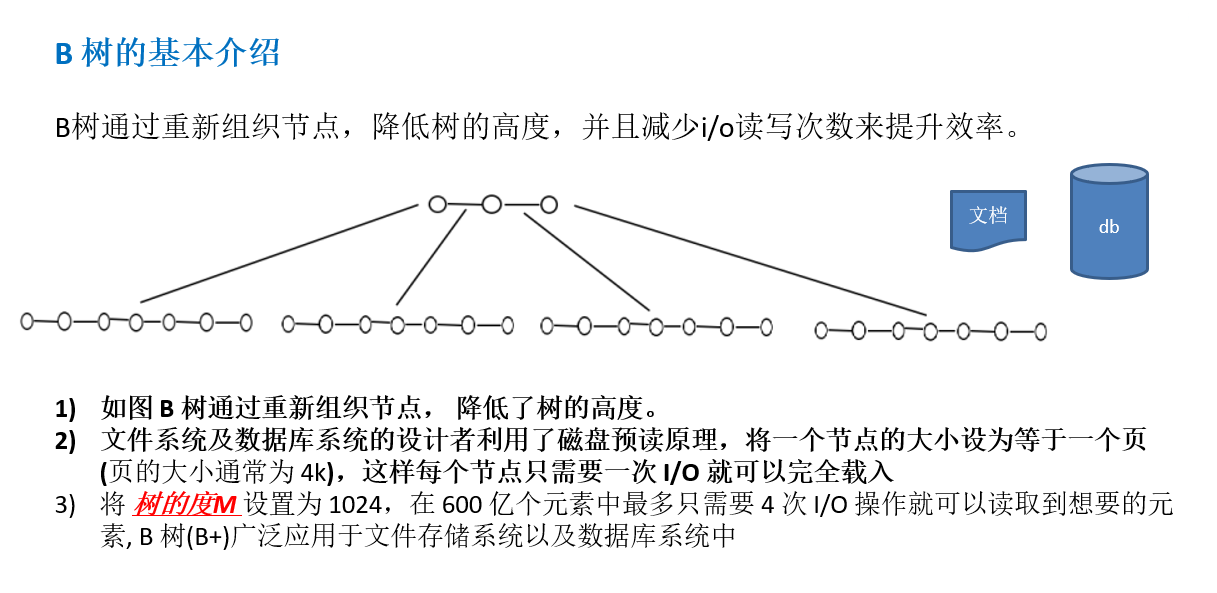 B 树的基本介绍
B树通过重新组织节点，降低树的高度，并且减少i/o读写次数来提升效率。
文档
db
1) 如图 B 树通过重新组织节点， 降低了树的高度。
2) 文件系统及数据库系统的设计者利用了磁盘预读原理，将一个节点的大小设为等于一个页
(页的大小通常为 4k)，这样每个节点只需要一次 I/O 就可以完全载入
3) 将 树的度M 设置为 1024，在 600 亿个元素中最多只需要 4 次 I/O 操作就可以读取到想要的元
素, B 树(B+)广泛应用于文件存储系统以及数据库系统中